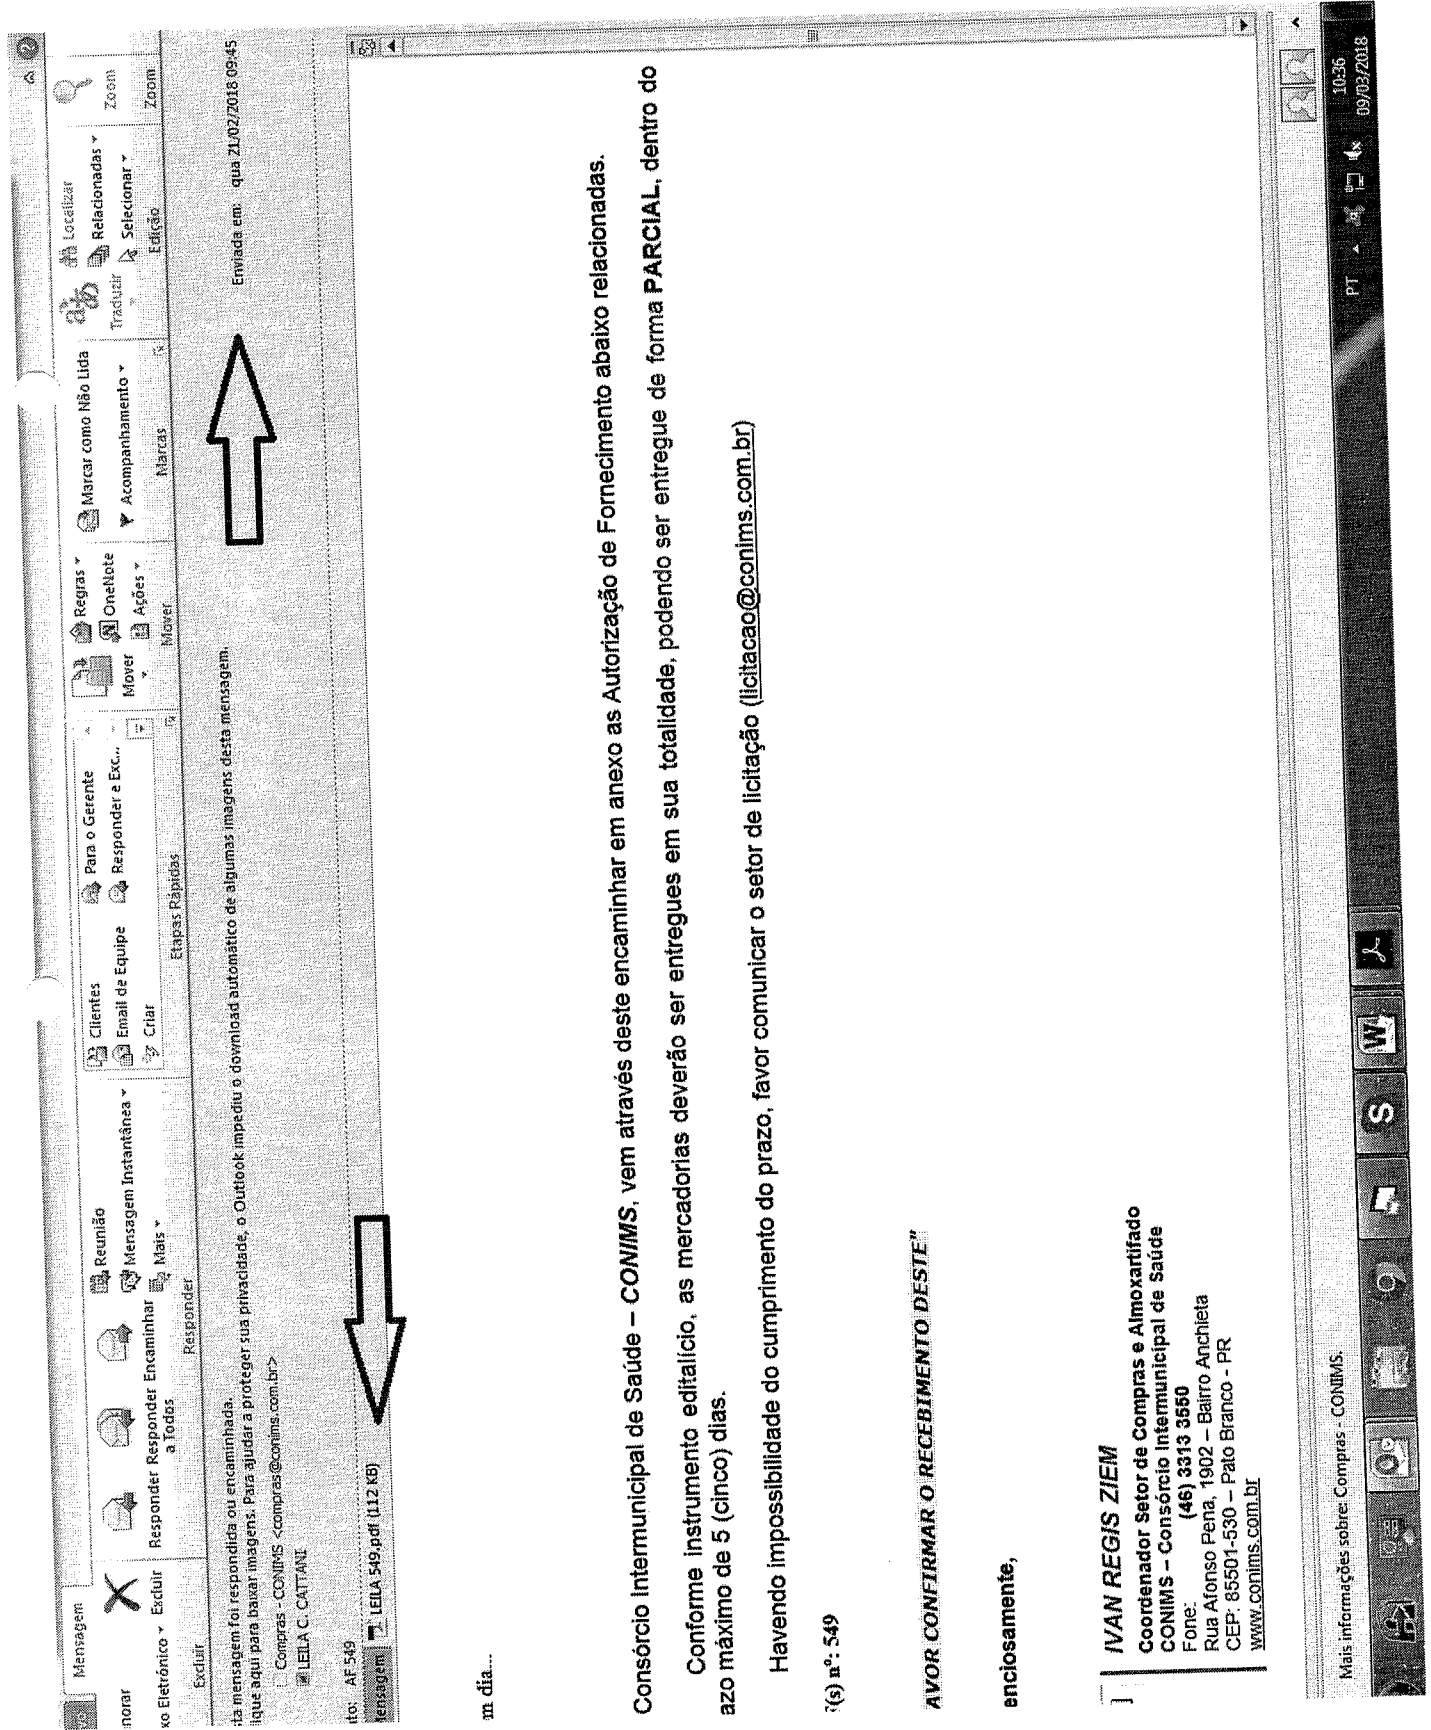 Mensagem
norar
xo Eletrônico
Excluir
Excluir
Responder
Responder a Todos
Encaminhar
Reunião
Mensagem Instantânea
Mais
Responder
Clientes
Email de Equipe
Criar
Para o Gerente
Responder e Exc...
Etapas Rápidas
Mover
Regras
OneNote
Ações
Mover
Marcar como Não Lida
Acompanhamento
Marcas
Traduzir
Localizar
Relacionadas
Selecionar
Edição
Zoom
Zoom
ta mensagem foi respondida ou encaminhada.
ique aqui para baixar imagens. Para ajudar a proteger sua privacidade, o Outlook impediu o download automático de algumas imagens desta mensagem.
Compras - CONIMS <compras@conims.com.br>
Enviada em: qua 21/02/2018 09:45
LEILA C. CATTANI
to: AF 549
ensagem LEILA 549.pdf (112 KB)
m dia...
Consórcio Intermunicipal de Saúde – CONIMS, vem através deste encaminhar em anexo as Autorização de Fornecimento abaixo relacionadas.
Conforme instrumento editalício, as mercadorias deverão ser entregues em sua totalidade, podendo ser entregue de forma PARCIAL, dentro do
azo máximo de 5 (cinco) dias.
Havendo impossibilidade do cumprimento do prazo, favor comunicar o setor de licitação (licitacao@conims.com.br)
(s) nº: 549
AVOR CONFIRMAR O RECEBIMENTO DESTE"
enciosamente,
IVAN REGIS ZIEM
Coordenador Setor de Compras e Almoxartifado
CONIMS – Consórcio Intermunicipal de Saúde
Fone: (46) 3313 3550
Rua Afonso Pena, 1902 – Bairro Anchieta
CEP: 85501-530 – Pato Branco - PR
www.conims.com.br
Mais informações sobre: Compras - CONIMS.
PT
10:36
09/03/2018